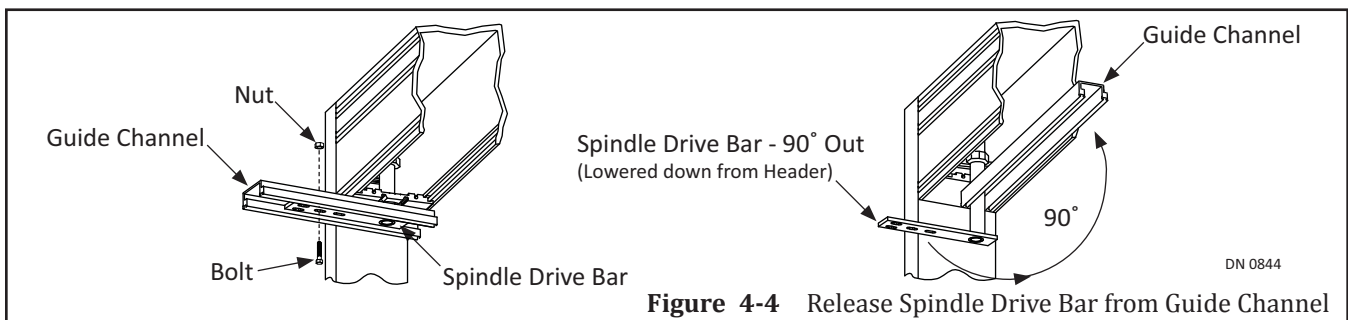 Nut
Guide Channel
Bolt
Spindle Drive Bar
Guide Channel
Spindle Drive Bar - 90˚ Out
(Lowered down from Header)
90˚
DN 0844
Figure 4-4 Release Spindle Drive Bar from Guide Channel